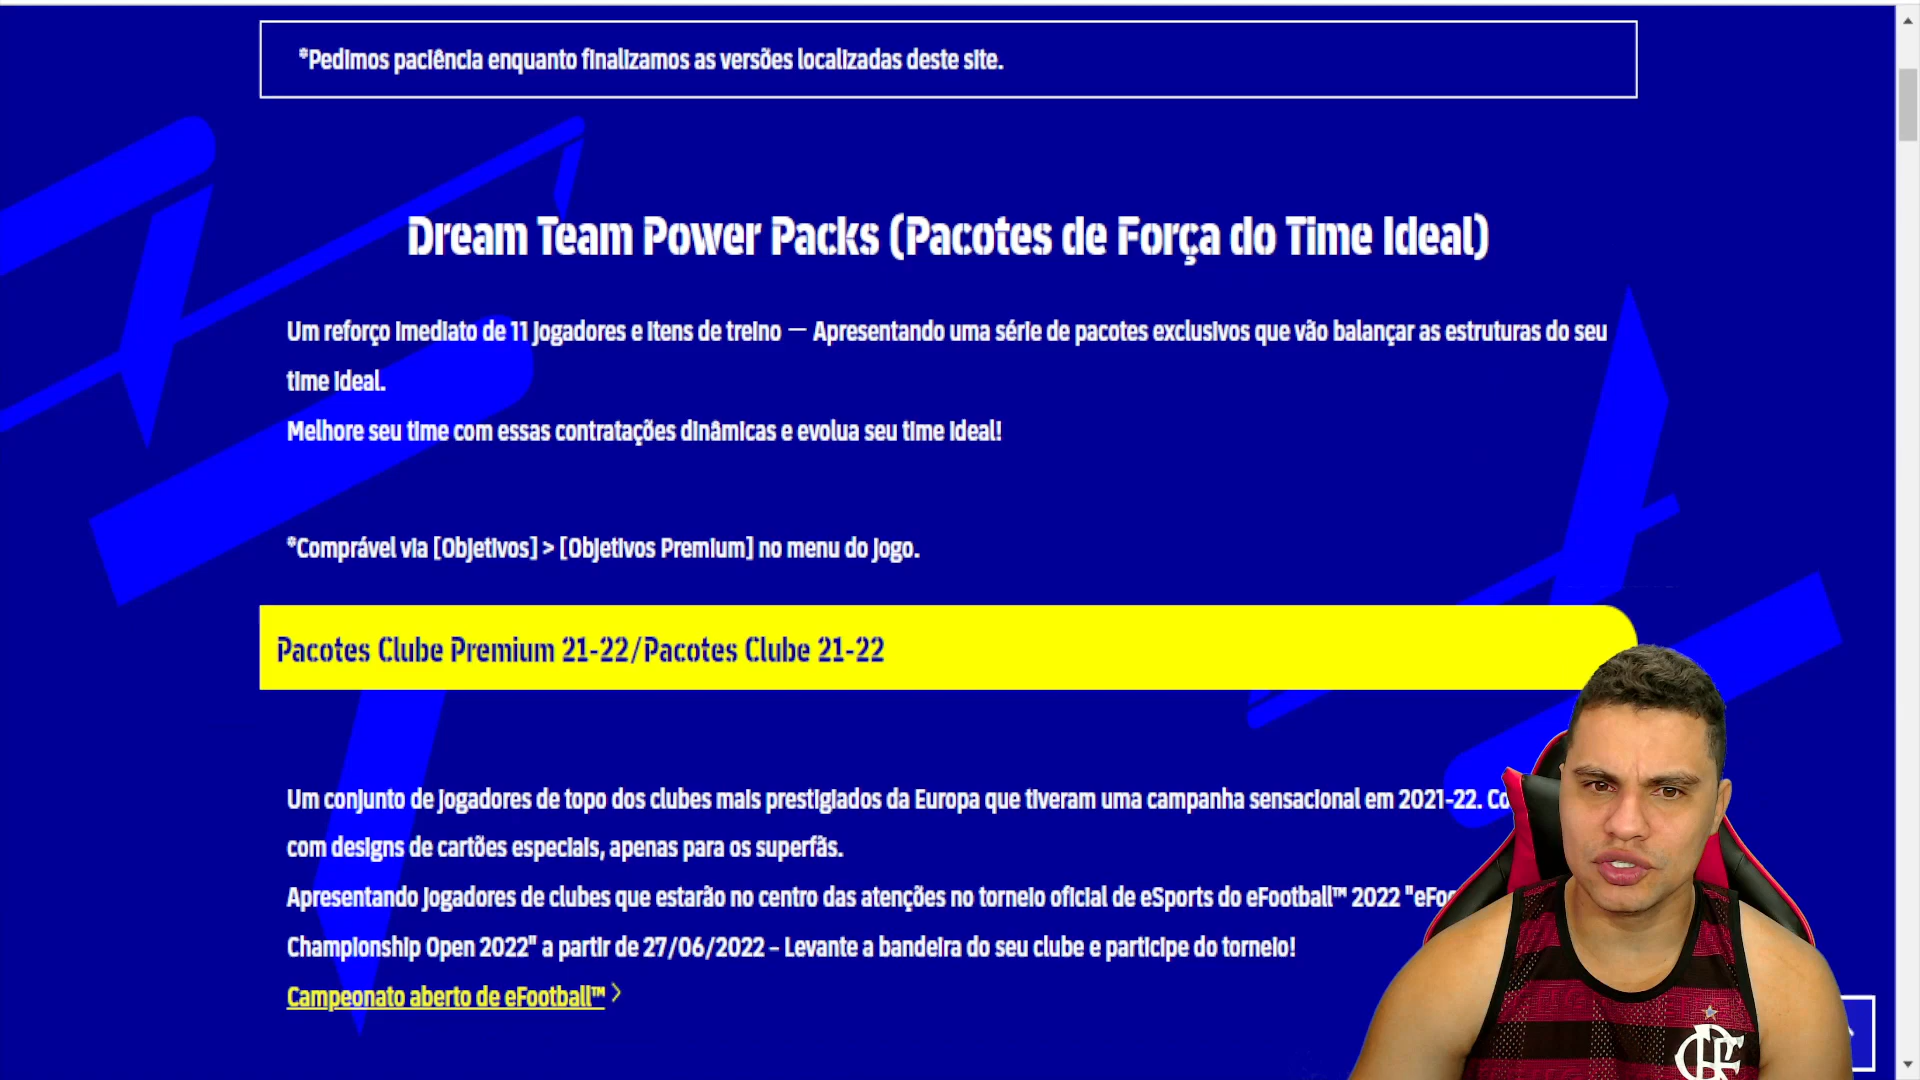 *Pedimos paciência enquanto finalizamos as versões localizadas deste site.
Dream Team Power Packs (Pacotes de Força do Time Ideal)
Um reforço imediato de 11 jogadores e itens de treino — Apresentando uma série de pacotes exclusivos que vão balançar as estruturas do seu
time ideal.
Melhore seu time com essas contratações dinâmicas e evolua seu time ideal!
*Comprável via [Objetivos] > [Objetivos Premium] no menu do jogo.
Pacotes Clube Premium 21-22/Pacotes Clube 21-22
Um conjunto de jogadores de topo dos clubes mais prestigiados da Europa que tiveram uma campanha sensacional em 2021-22.
com designs de cartões especiais, apenas para os superfãs.
Apresentando jogadores de clubes que estarão no centro das atenções no torneio oficial de eSports do eFootball™ 2022
Championship Open 2022" a partir de 27/06/2022 – Levante a bandeira do seu clube e participe do torneio!
Campeonato aberto de eFootball™ >